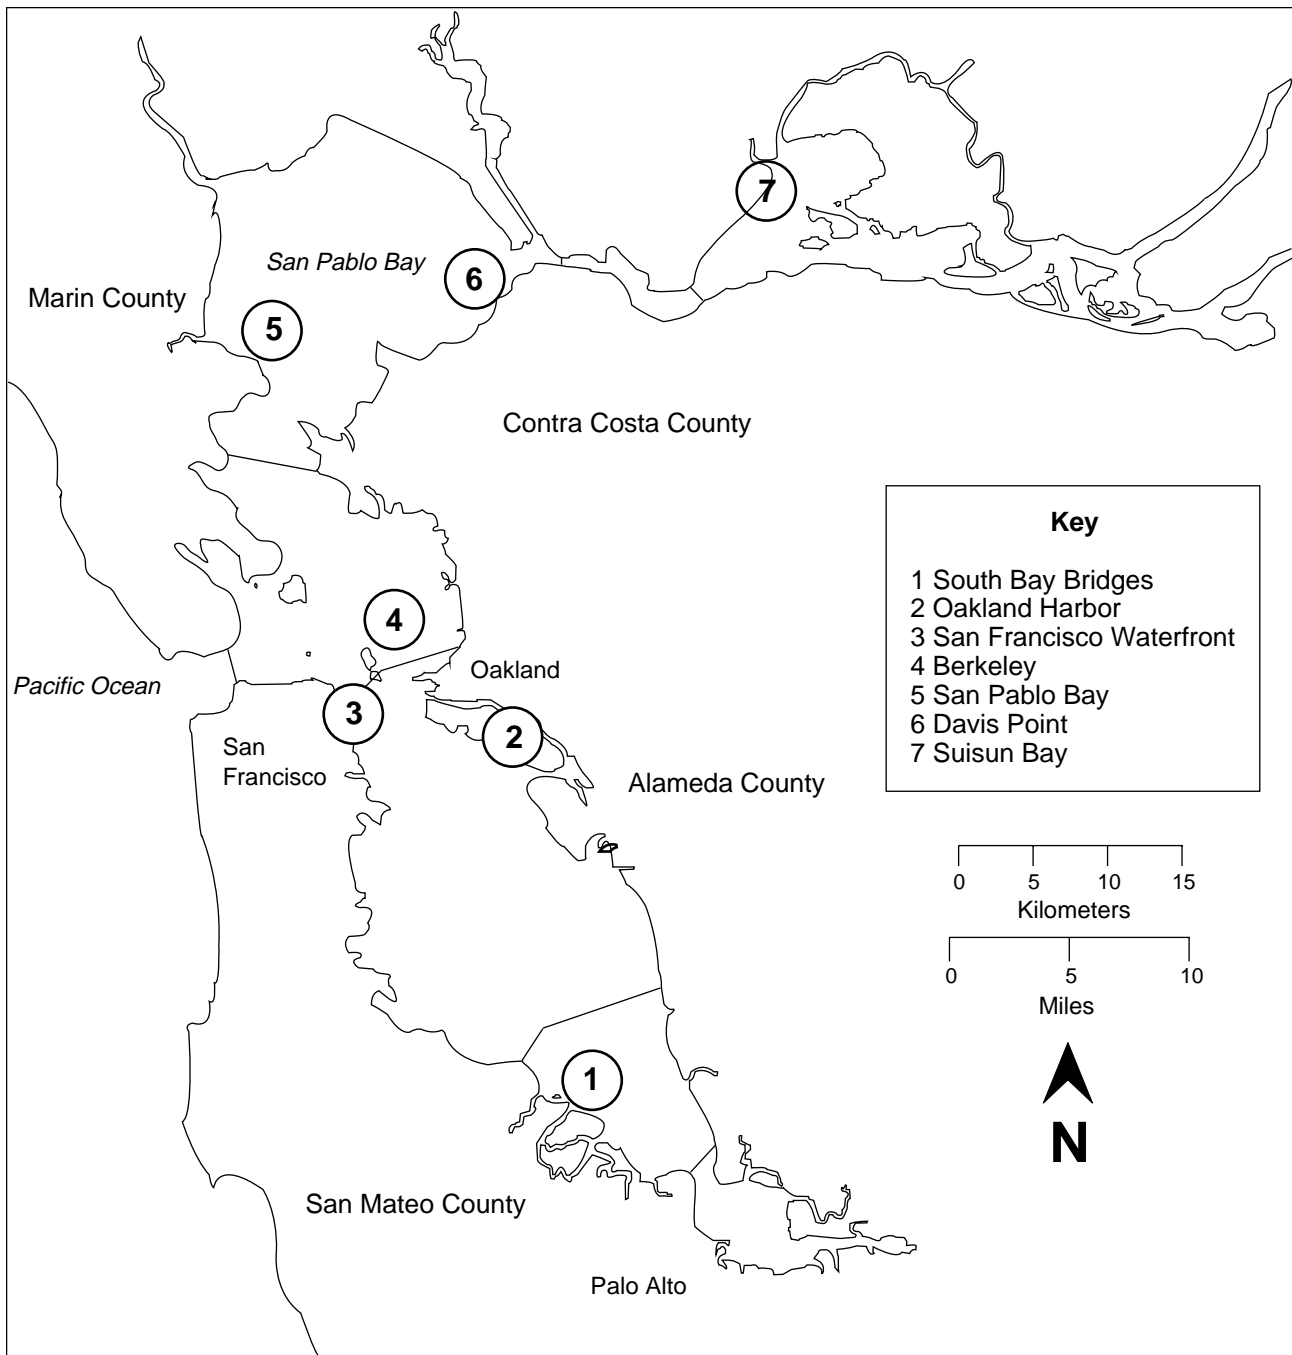 7
San Pablo Bay
6
Marin County
5
Contra Costa County
Key
1 South Bay Bridges
2 Oakland Harbor
3 San Francisco Waterfront
4 Berkeley
5 San Pablo Bay
6 Davis Point
7 Suisun Bay
4
Oakland
Pacific Ocean
3
2
San
Francisco
Alameda County
0 5 10 15
Kilometers
0 5 10
Miles
1
N
San Mateo County
Palo Alto